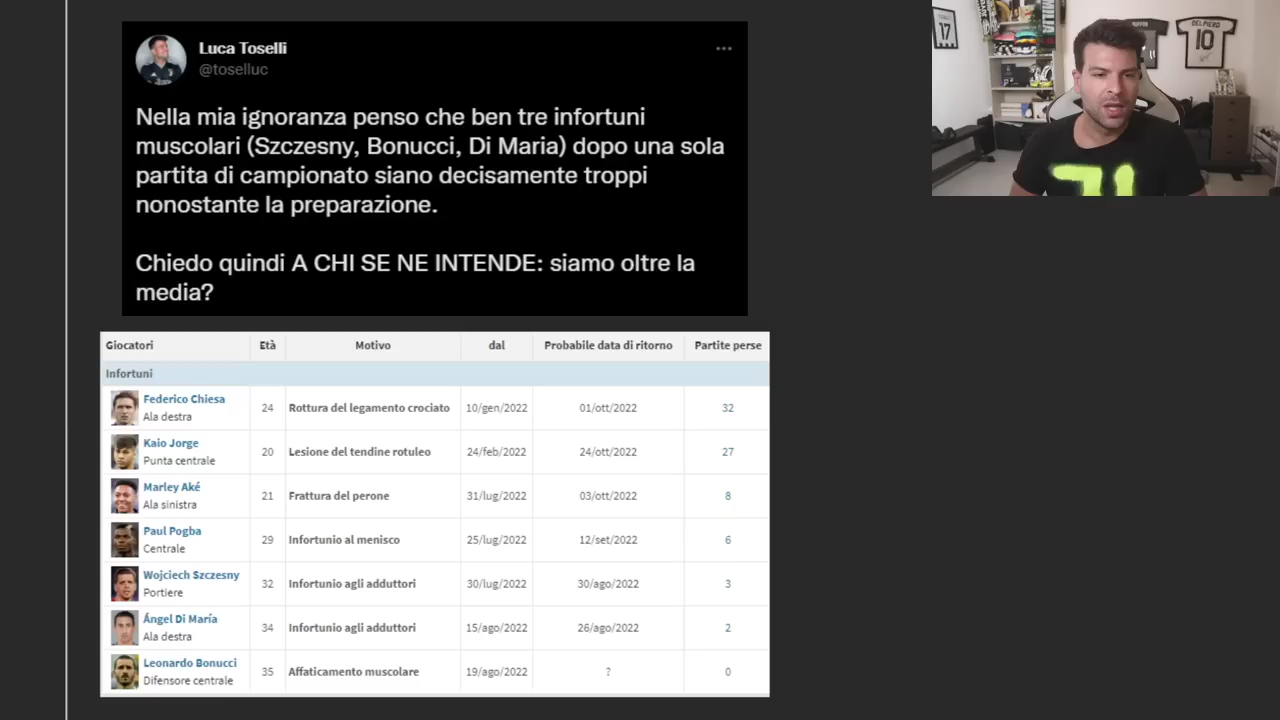 Luca Toselli
@toselluc
Nella mia ignoranza penso che ben tre infortuni
muscolari (Szczesny, Bonucci, Di Maria) dopo una sola
partita di campionato siano decisamente troppi
nonostante la preparazione.
Chiedo quindi A CHI SE NE INTENDE: siamo oltre la
media?
Giocatori Età Motivo dal Probabile data di ritorno Partite perse
Infortuni
Federico Chiesa
Ala destra
24 Rottura del legamento crociato 10/gen/2022 01/ott/2022 32
Kaio Jorge
Punta centrale
20 Lesione del tendine rotuleo 24/feb/2022 24/ott/2022 27
Marley Aké
Ala sinistra
21 Frattura del perone 31/lug/2022 03/ott/2022 8
Paul Pogba
Centrale
29 Infortunio al menisco 25/lug/2022 12/set/2022 6
Wojciech Szczesny
Portiere
32 Infortunio agli adduttori 30/lug/2022 30/ago/2022 3
Ángel Di María
Ala destra
34 Infortunio agli adduttori 15/ago/2022 26/ago/2022 2
Leonardo Bonucci
Difensore centrale
35 Affaticamento muscolare 19/ago/2022 ? 0
17
DEL PIERO
10